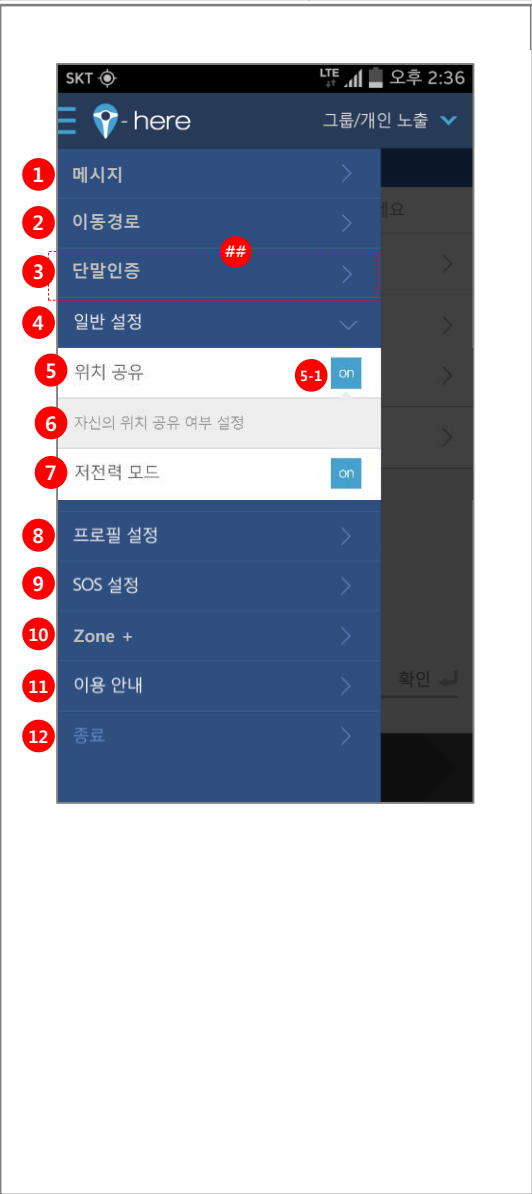 SKT LTE 오후 2:36
- here 그룹/개인 노출
1 메시지
2 이동경로
세요
##
3 단말인증
4 일반 설정
5 위치 공유 5-1 on
6 자신의 위치 공유 여부 설정
7 저전력 모드 on
8 프로필 설정
9 SOS 설정
10 Zone +
11 이용 안내 확인
12 종료